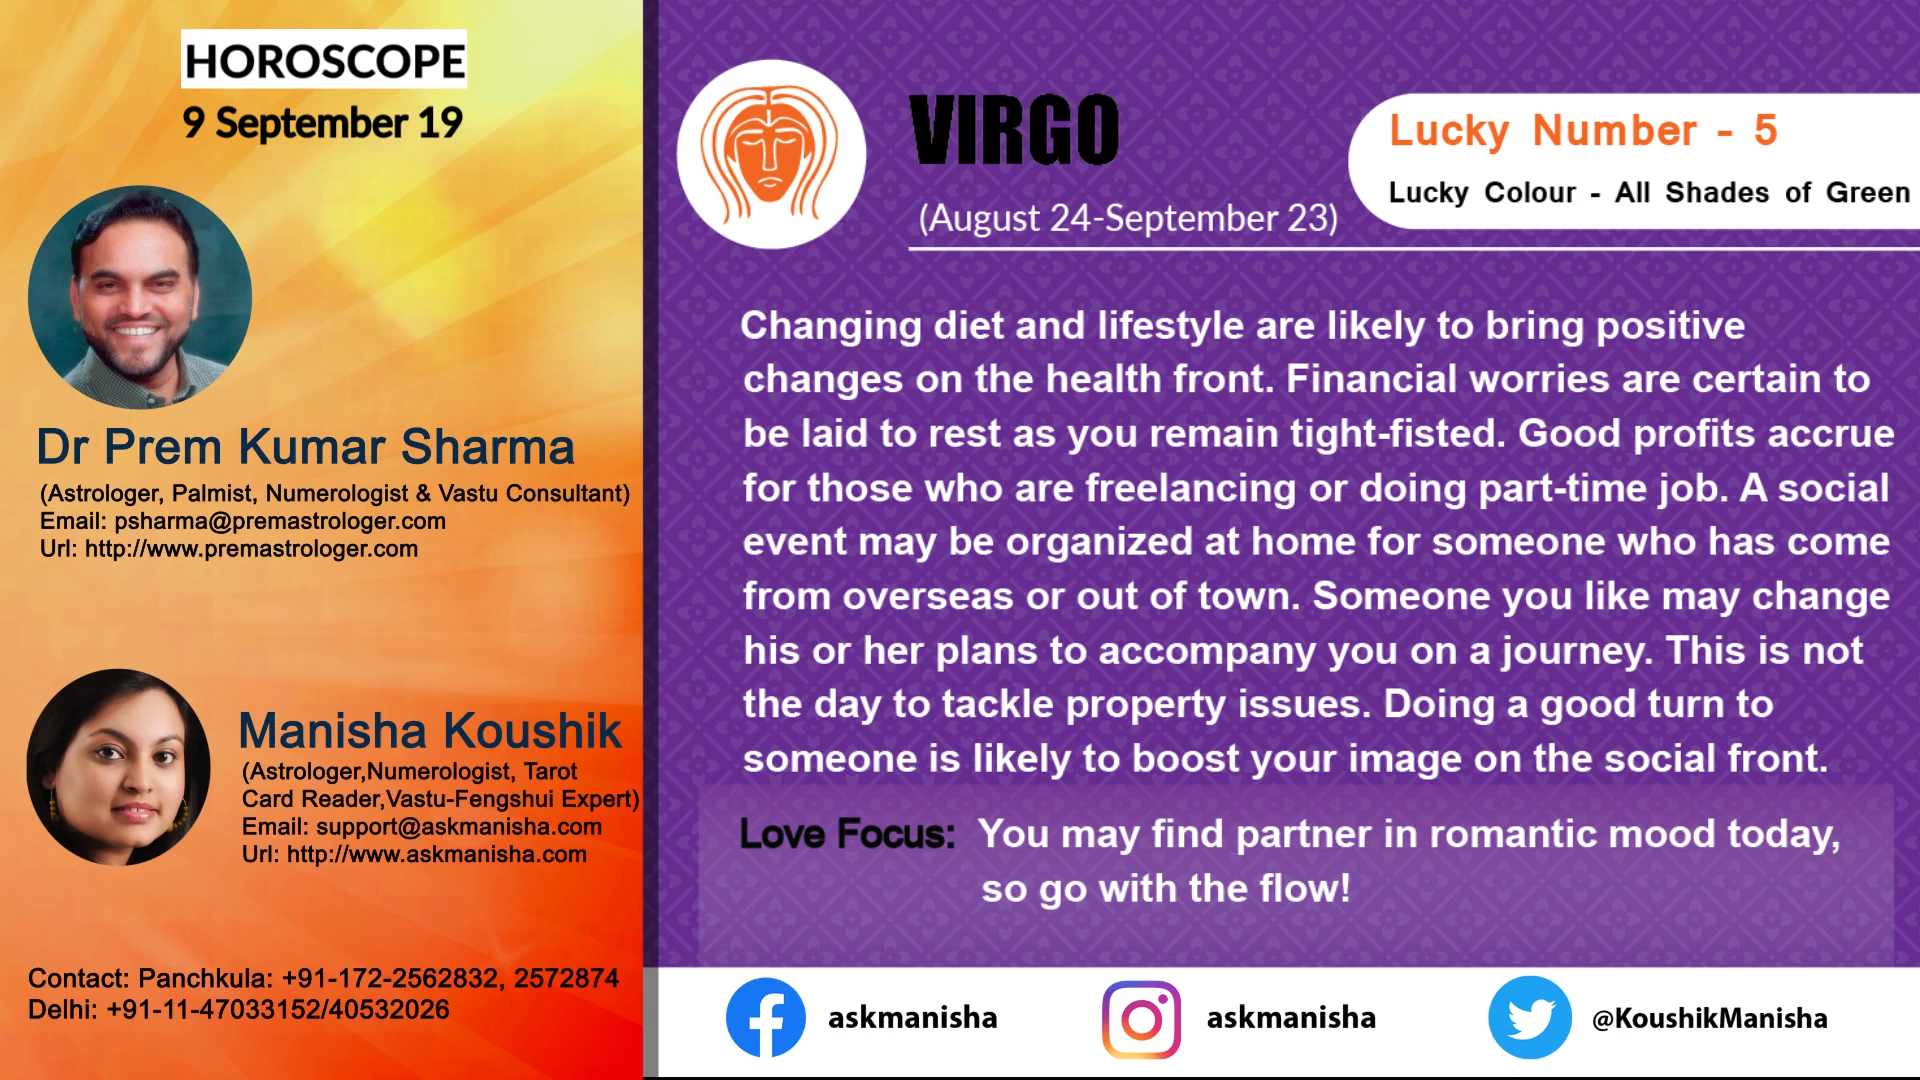 HOROSCOPE
9 September 19
Dr Prem Kumar Sharma
(Astrologer, Palmist, Numerologist & Vastu Consultant)
Email: psharma@premastrologer.com
Url: http://www.premastrologer.com
Manisha Koushik
(Astrologer,Numerologist, Tarot
Card Reader,Vastu-Fengshui Expert)
Email: support@askmanisha.com
Url: http://www.askmanisha.com
Contact: Panchkula: +91-172-2562832, 2572874
Delhi: +91-11-47033152/40532026
VIRGO
(August 24-September 23)
Lucky Number - 5
Lucky Colour - All Shades of Green
Changing diet and lifestyle are likely to bring positive
changes on the health front. Financial worries are certain to
be laid to rest as you remain tight-fisted. Good profits accrue
for those who are freelancing or doing part-time job. A social
event may be organized at home for someone who has come
from overseas or out of town. Someone you like may change
his or her plans to accompany you on a journey. This is not
the day to tackle property issues. Doing a good turn to
someone is likely to boost your image on the social front.
Love Focus: You may find partner in romantic mood today,
so go with the flow!
askmanisha
askmanisha
@KoushikManisha